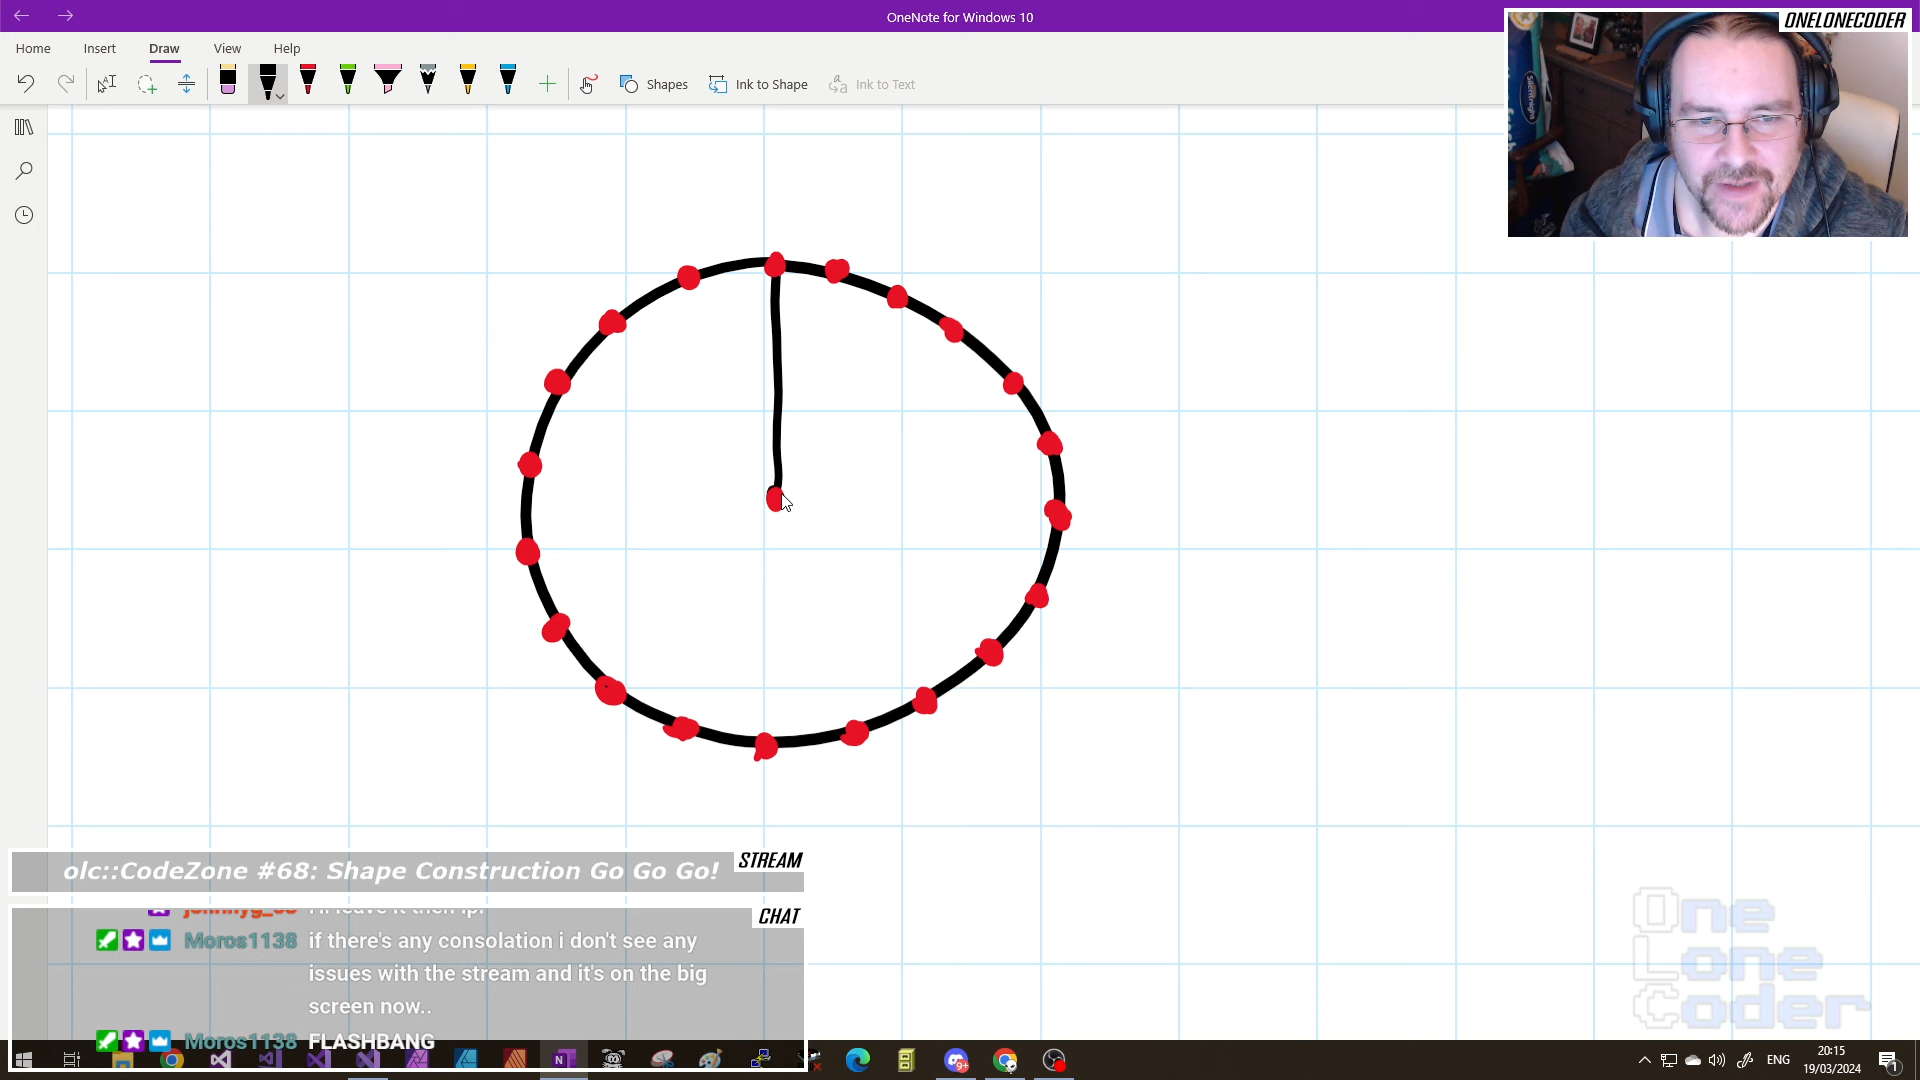 OneNote for Windows 10
ONELONECODER
Home Insert Draw View Help
Shapes Ink to Shape Ink to Text
olc::CodeZone #68: Shape Construction Go Go Go!
STREAM
CHAT
Moros1138 if there's any consolation i don't see any
issues with the stream and it's on the big
screen now..
Moros1138 FLASHBANG
One
Lone
Coder
ENG
20:15
19/03/2024